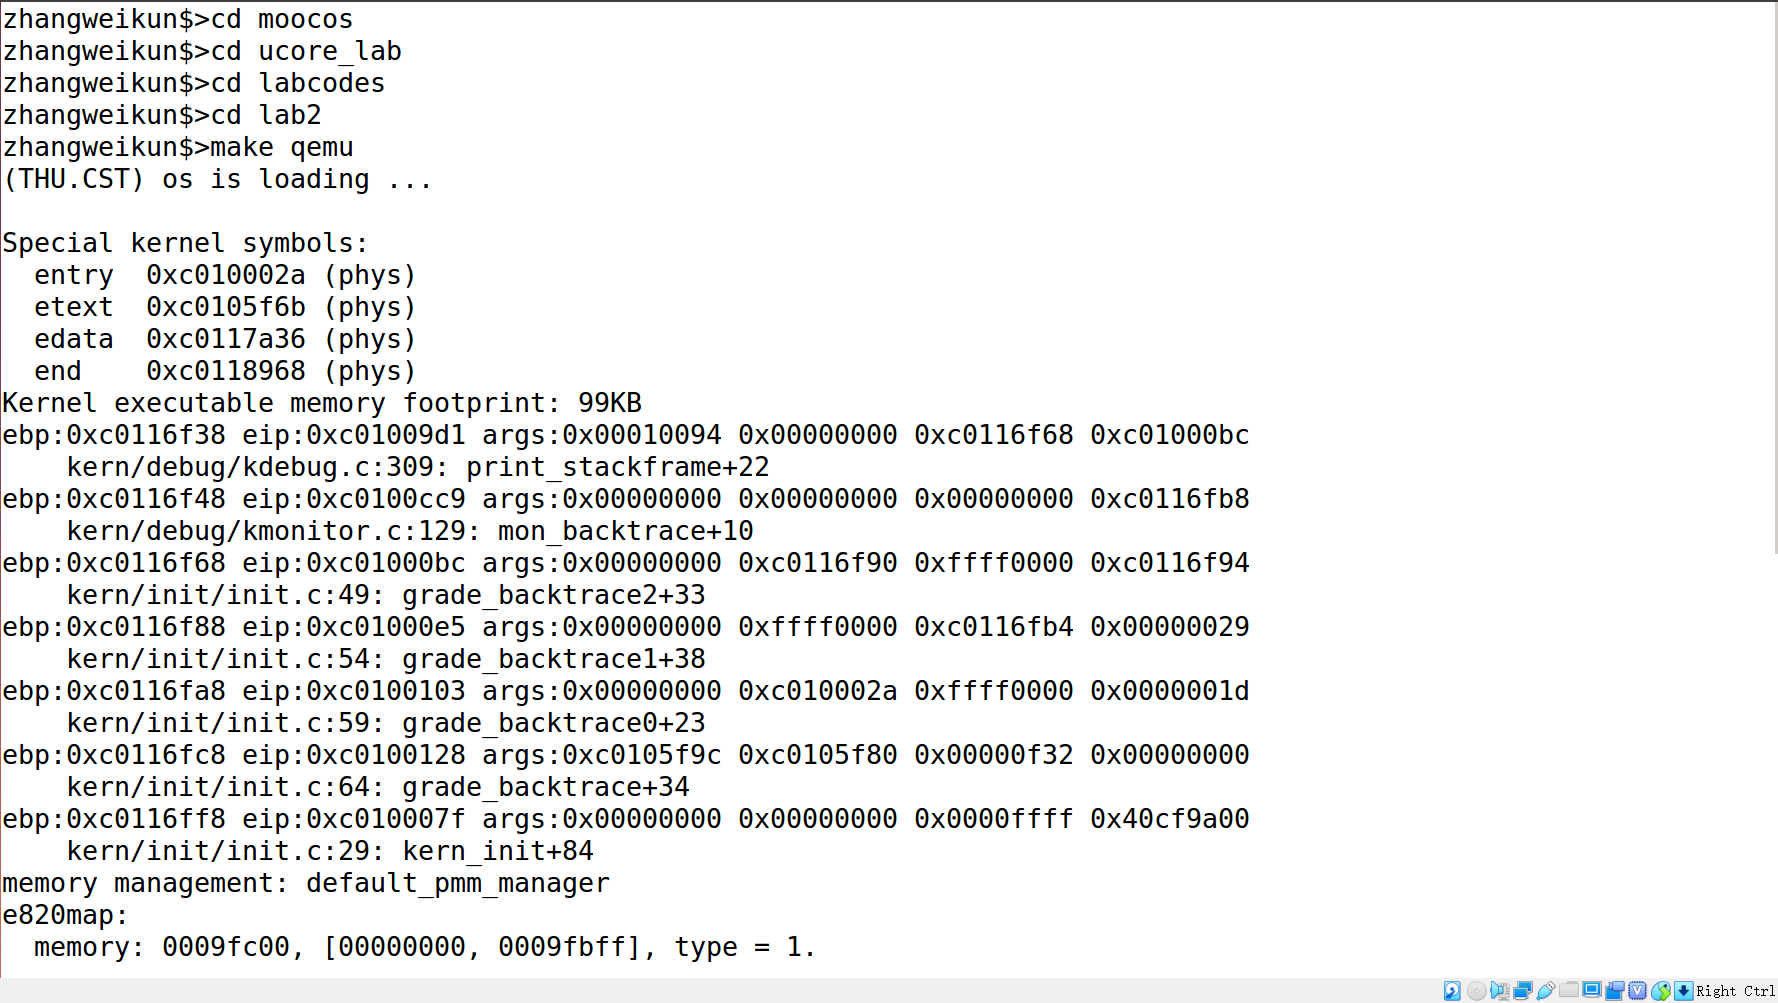 zhangweikun$>cd moocos
zhangweikun$>cd ucore_lab
zhangweikun$>cd labcodes
zhangweikun$>cd lab2
zhangweikun$>make qemu
(THU.CST) os is loading ...

Special kernel symbols:
  entry  0xc010002a (phys)
  etext  0xc0105f6b (phys)
  edata  0xc0117a36 (phys)
  end    0xc0118968 (phys)
Kernel executable memory footprint: 99KB
ebp:0xc0116f38 eip:0xc01009d1 args:0x00010094 0x00000000 0xc0116f68 0xc01000bc
    kern/debug/kdebug.c:309: print_stackframe+22
ebp:0xc0116f48 eip:0xc0100cc9 args:0x00000000 0x00000000 0x00000000 0xc0116fb8
    kern/debug/kmonitor.c:129: mon_backtrace+10
ebp:0xc0116f68 eip:0xc01000bc args:0x00000000 0xc0116f90 0xffff0000 0xc0116f94
    kern/init/init.c:49: grade_backtrace2+33
ebp:0xc0116f88 eip:0xc01000e5 args:0x00000000 0xffff0000 0xc0116fb4 0x00000029
    kern/init/init.c:54: grade_backtrace1+38
ebp:0xc0116fa8 eip:0xc0100103 args:0x00000000 0xc010002a 0xffff0000 0x0000001d
    kern/init/init.c:59: grade_backtrace0+23
ebp:0xc0116fc8 eip:0xc0100128 args:0xc0105f9c 0xc0105f80 0x00000f32 0x00000000
    kern/init/init.c:64: grade_backtrace+34
ebp:0xc0116ff8 eip:0xc010007f args:0x00000000 0x00000000 0x0000ffff 0x40cf9a00
    kern/init/init.c:29: kern_init+84
memory management: default_pmm_manager
e820map:
  memory: 0009fc00, [00000000, 0009fbff], type = 1.
Right Ctrl